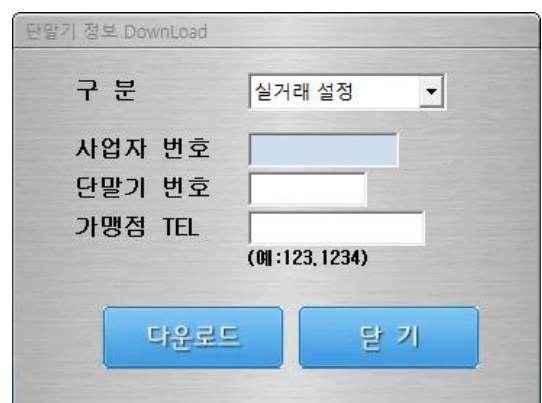 단말기 정보 DownLoad
구 분 실거래 설정
사업자 번호
단말기 번호
가맹점 TEL
(예:123,1234)
다운로드 닫 기